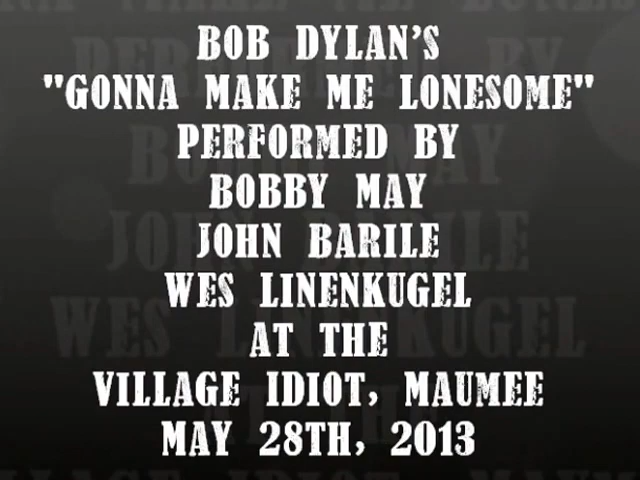 BOB DYLAN'S
"GONNA MAKE ME LONESOME"
PERFORMED BY
BOBBY MAY
JOHN BARILE
WES LINENKUGEL
AT THE
VILLAGE IDIOT, MAUMEE
MAY 28TH, 2013